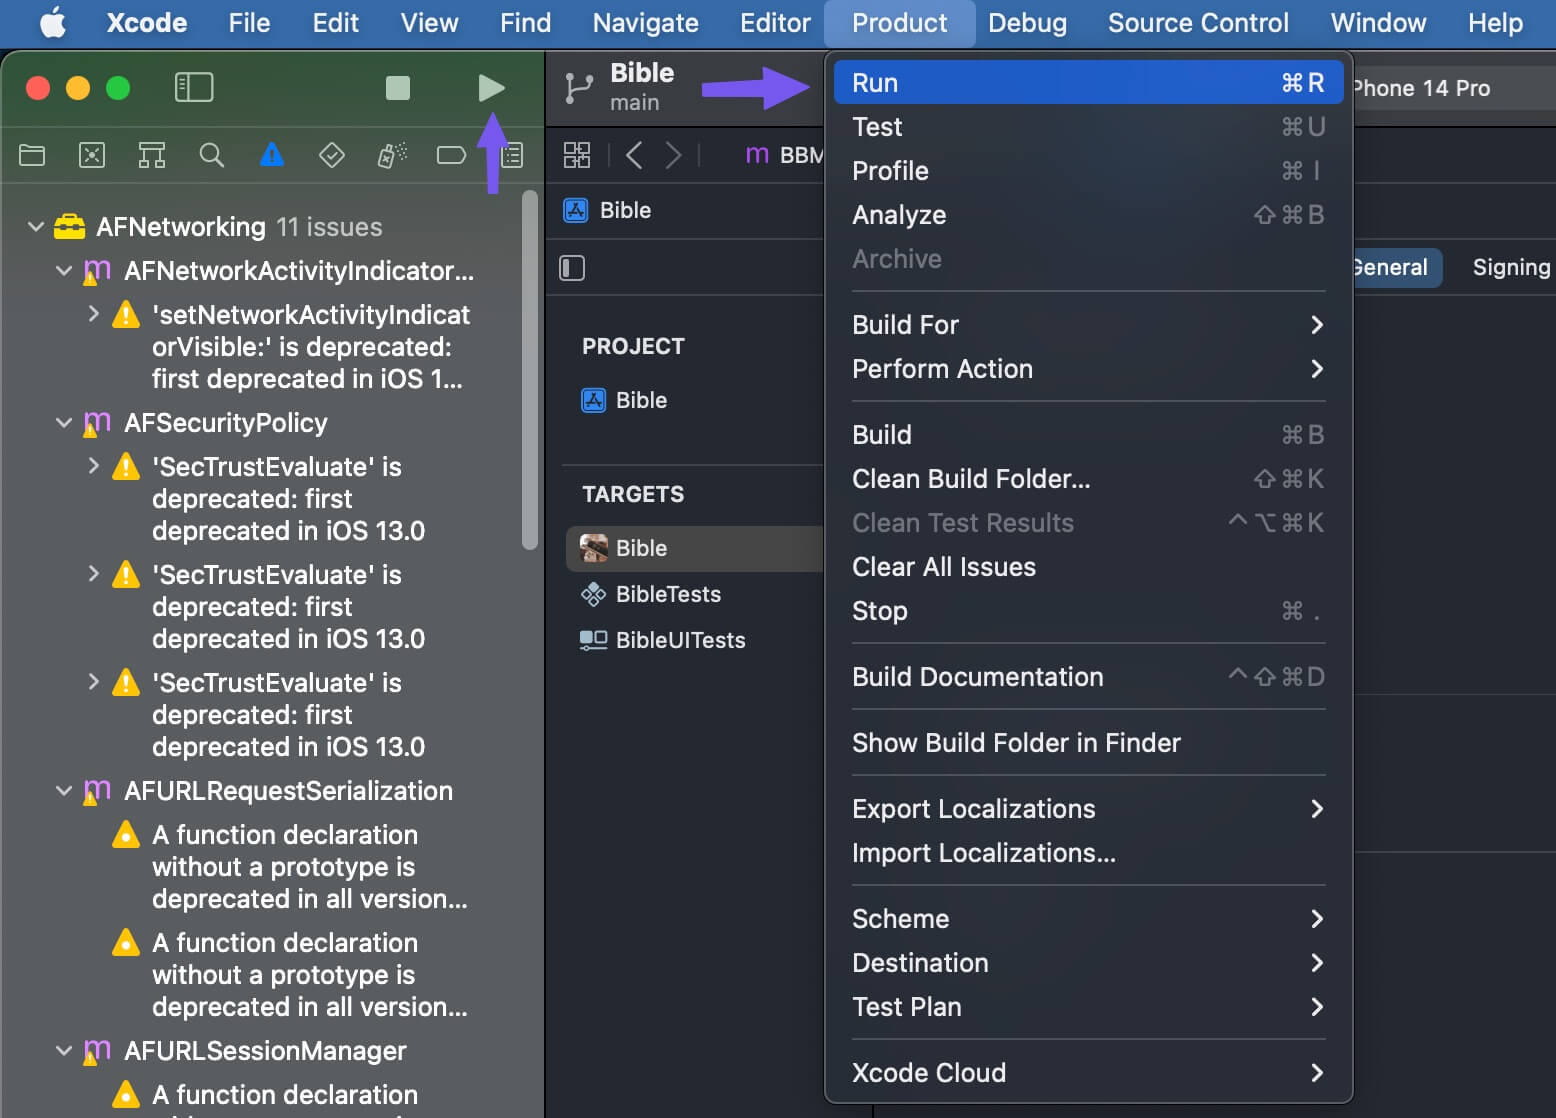 Xcode File Edit View Find Navigate Editor Product Debug Source Control Window Help
Bible
main
Phone 14 Pro
BBM
Bible
General Signing
AFNetworking 11 issues
AFNetworkActivityIndicator...
'setNetworkActivityIndicat
orVisible:' is deprecated:
first deprecated in iOS 1...
AFSecurityPolicy
'SecTrustEvaluate' is
deprecated: first
deprecated in iOS 13.0
'SecTrustEvaluate' is
deprecated: first
deprecated in iOS 13.0
'SecTrustEvaluate' is
deprecated: first
deprecated in iOS 13.0
AFURLRequestSerialization
A function declaration
without a prototype is
deprecated in all version...
A function declaration
without a prototype is
deprecated in all version...
AFURLSessionManager
A function declaration
PROJECT
Bible
TARGETS
Bible
BibleTests
BibleUITests
Run ⌘R
Test ⌘U
Profile ⌘I
Analyze ⇧⌘B
Archive
Build For
Perform Action
Build ⌘B
Clean Build Folder... ⇧⌘K
Clean Test Results ^⌥⌘K
Clear All Issues
Stop ⌘.
Build Documentation ^⇧⌘D
Show Build Folder in Finder
Export Localizations
Import Localizations...
Scheme
Destination
Test Plan
Xcode Cloud